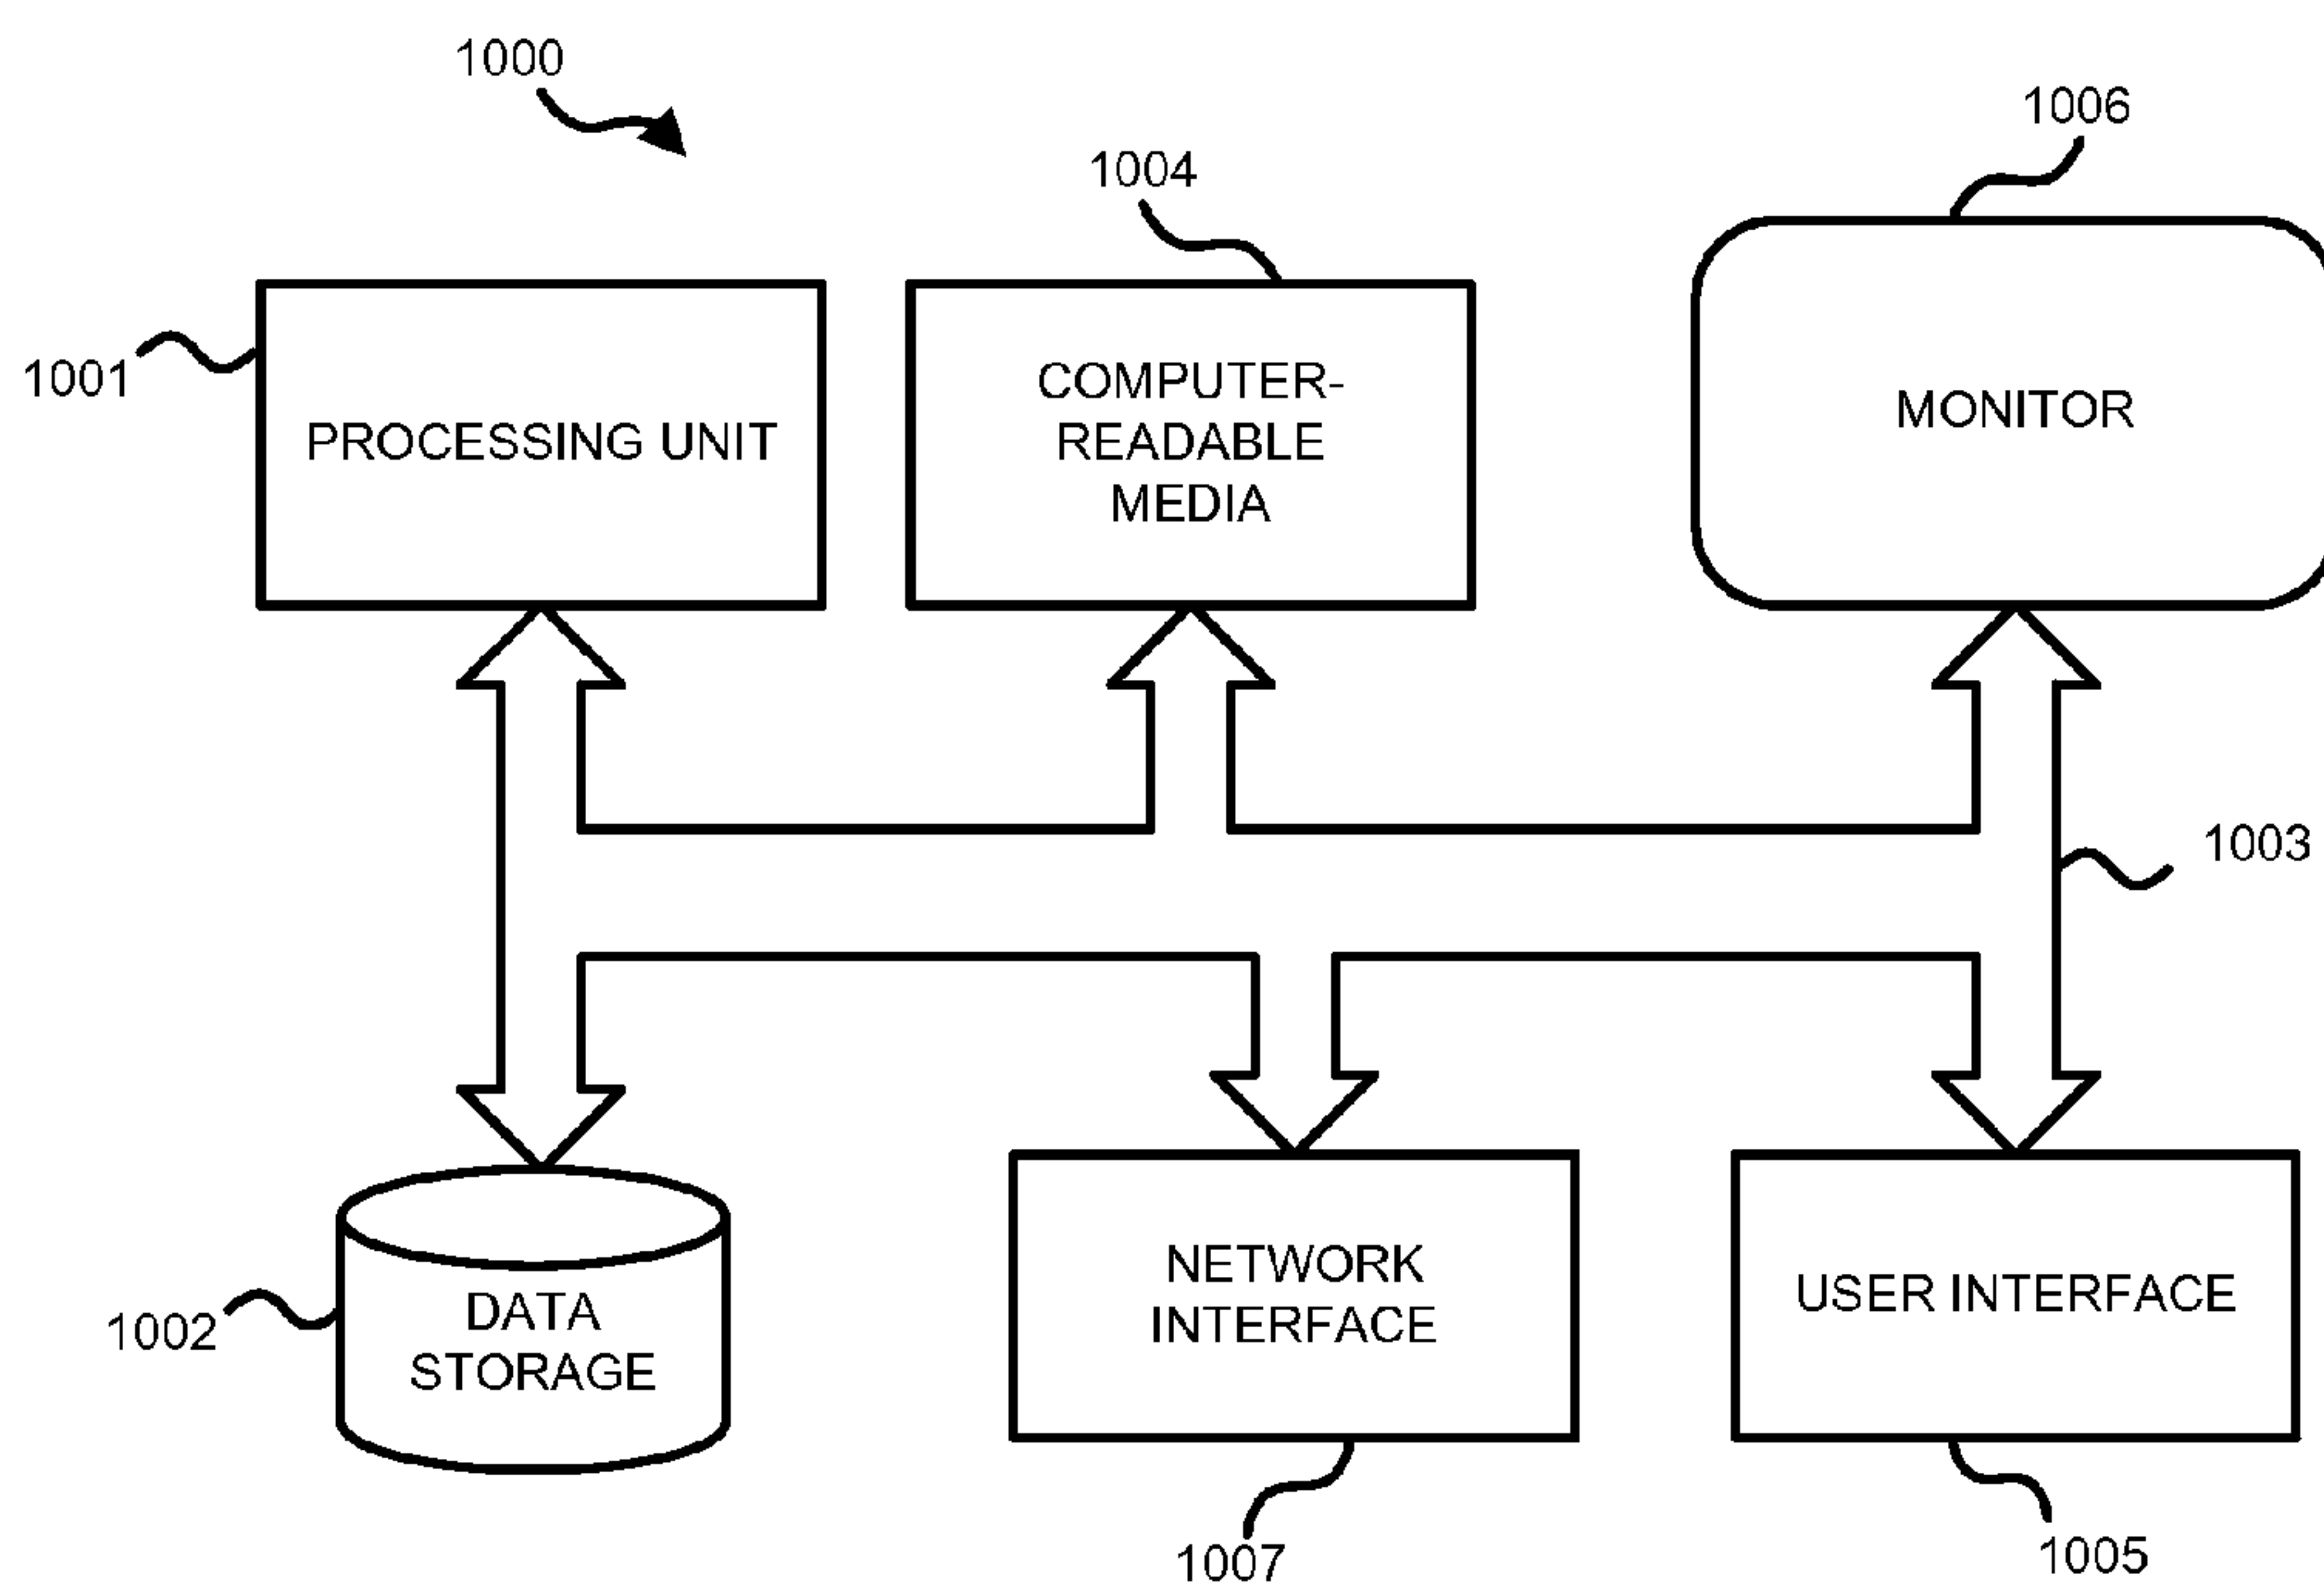 1000
1006
1004
1001
PROCESSING UNIT
COMPUTER-
READABLE
MEDIA
MONITOR
1003
1002
DATA
STORAGE
NETWORK
INTERFACE
USER INTERFACE
1007
1005